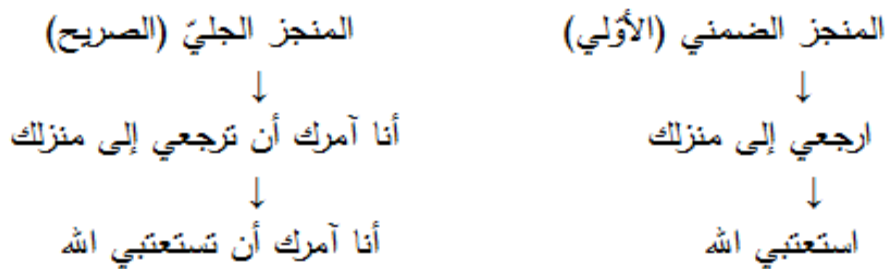 المنجز الضمني (الأوّلي) المنجز الجليّ (الصريح)
↓ ↓
ارجعي إلى منزلك أنا آمرك أن ترجعي إلى منزلك
↓ ↓
استعتبي الله أنا آمرك أن تستعتبي الله